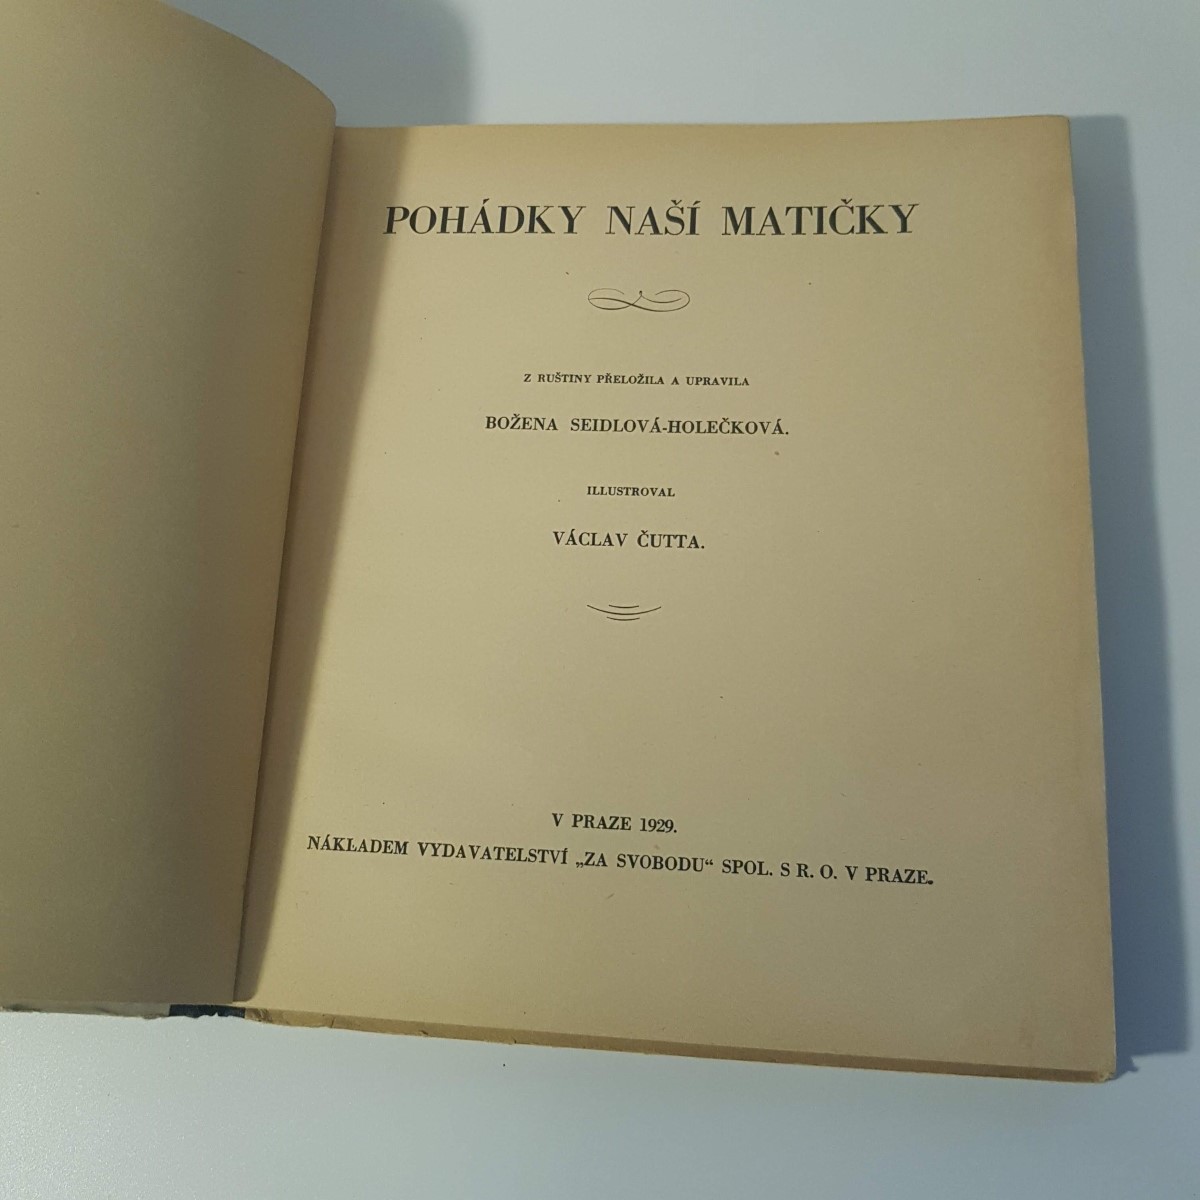 POHÁDKY NAŠÍ MATIČKY
Z RUŠTINY PŘELOŽILA A UPRAVILA
BOŽENA SEIDLOVÁ-HOLEČKOVÁ.
ILLUSTROVAL
VÁCLAV ČUTTA.
V PRAZE 1929.
NÁKLADEM VYDAVATELSTVÍ „ZA SVOBODU“ SPOL. S R. O. V PRAZE.